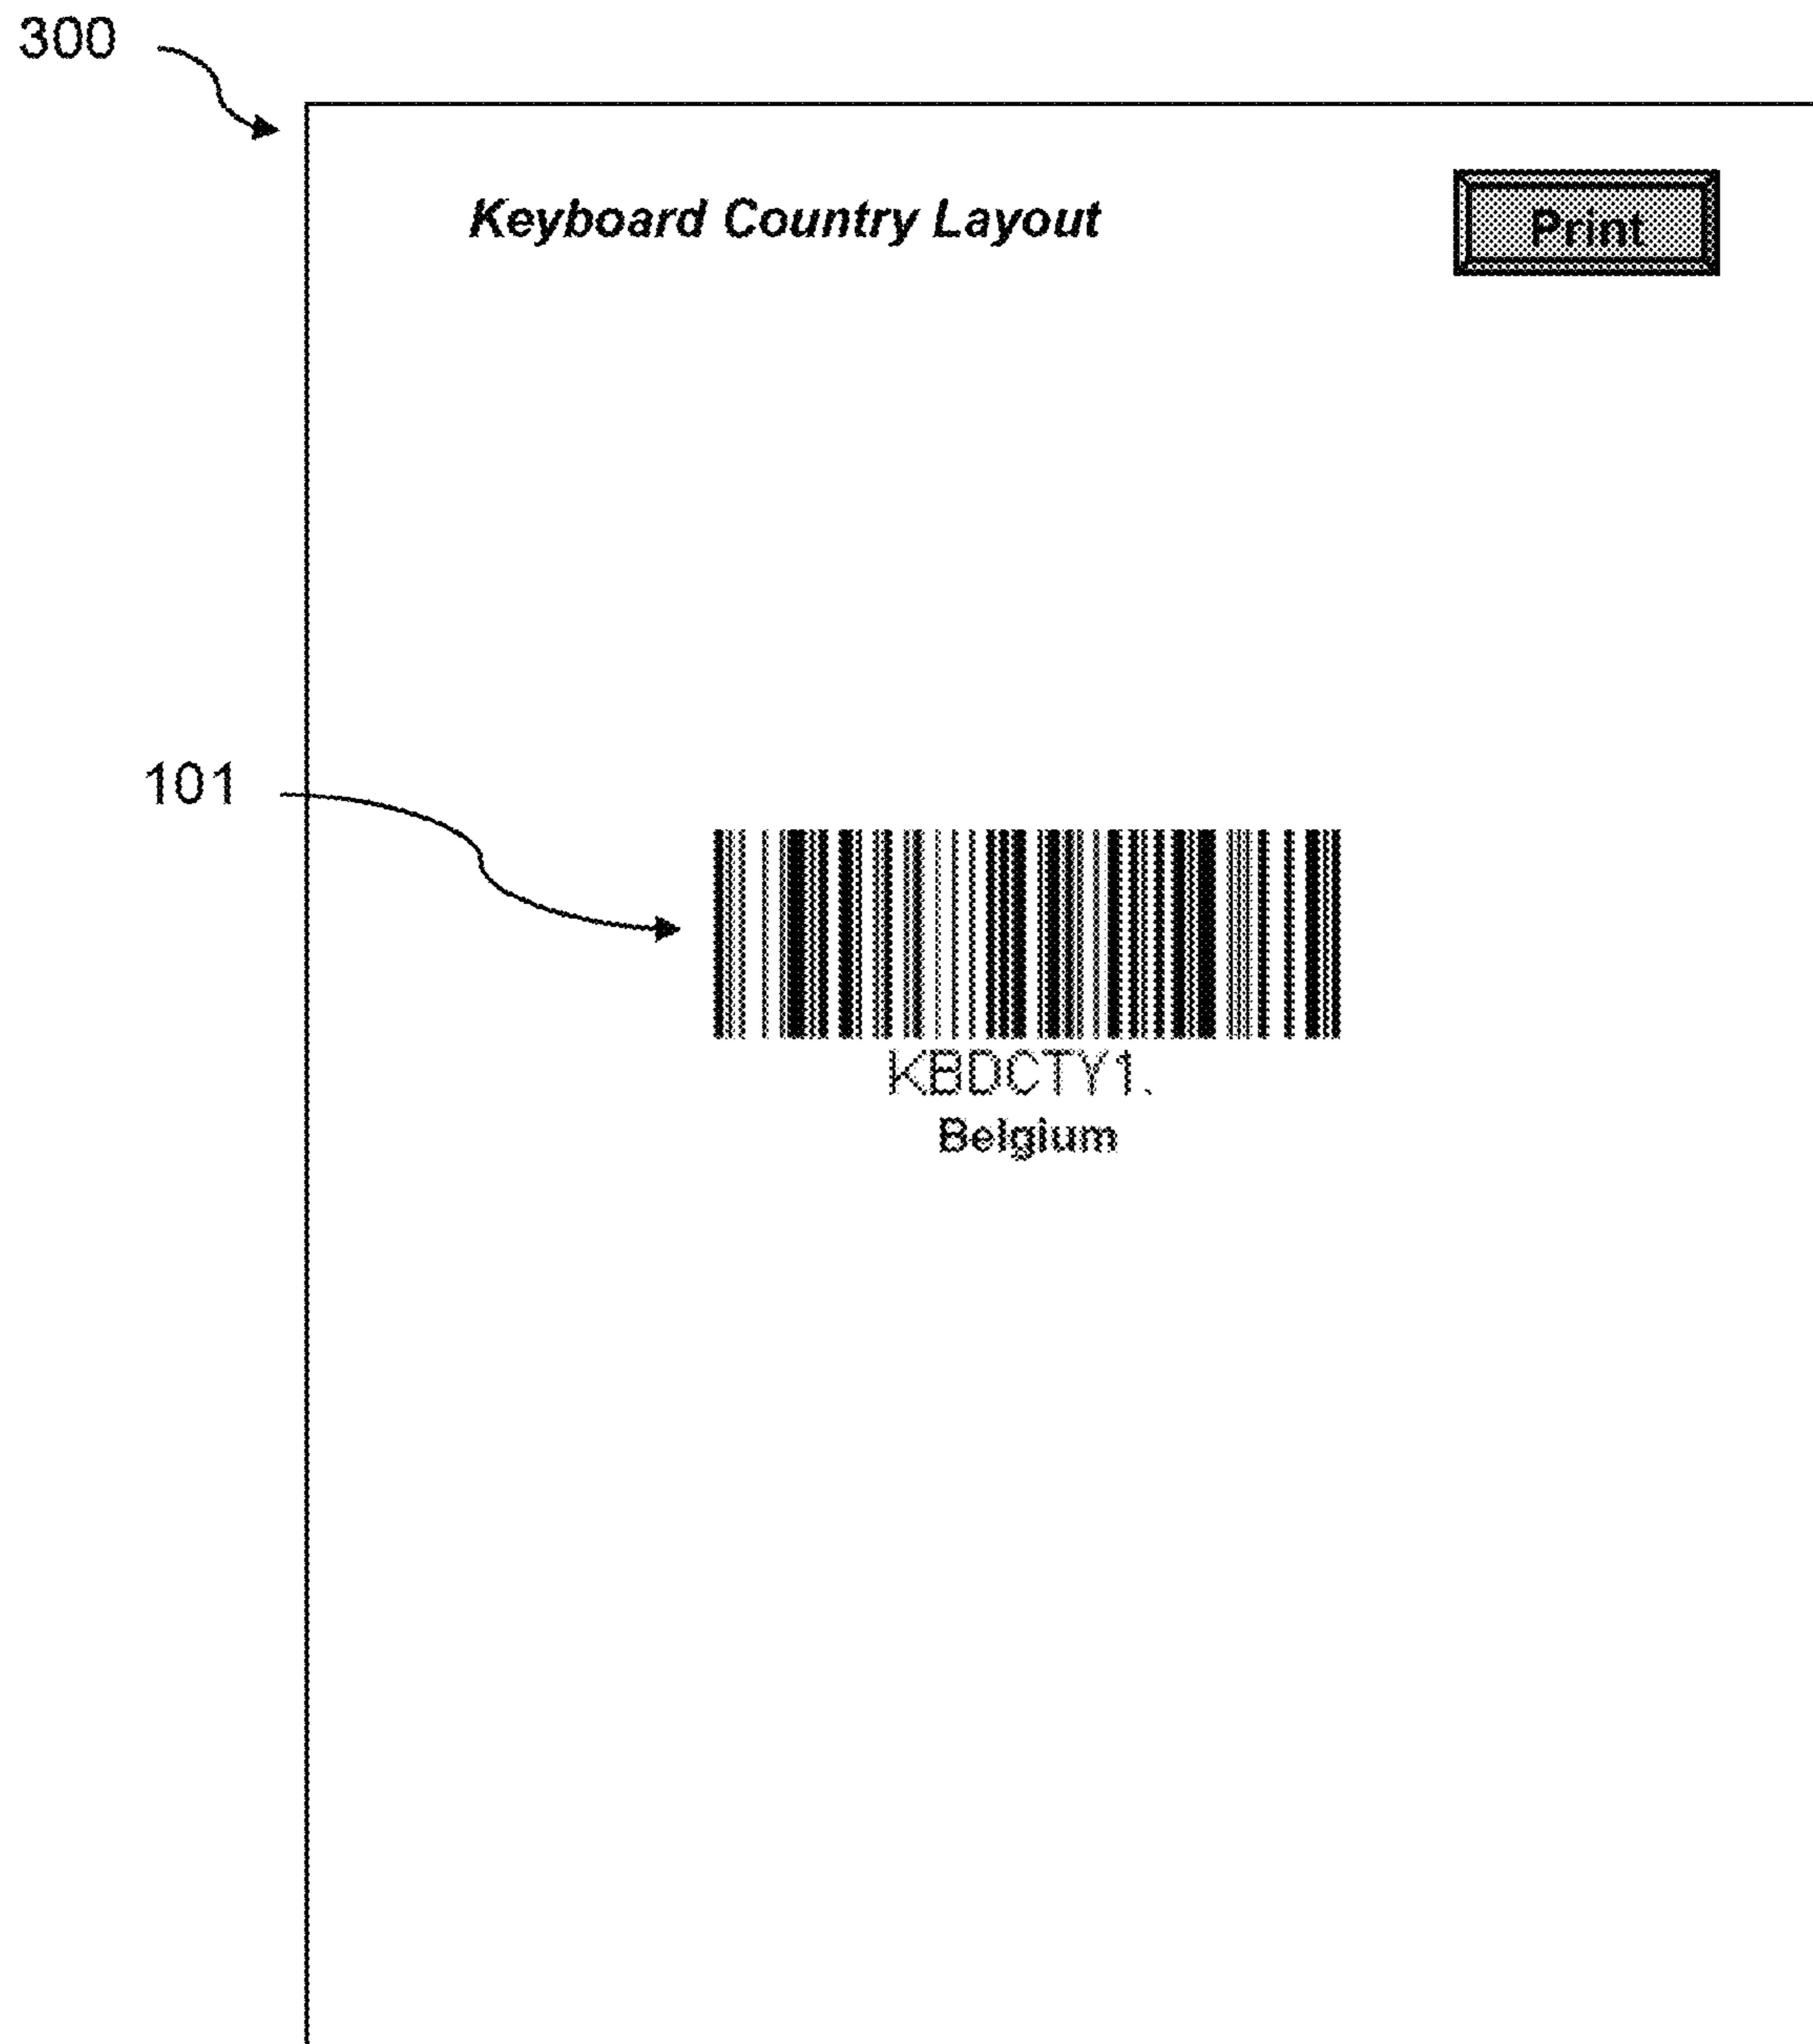 300
Keyboard Country Layout
Print
101
KBDCTY1.
Belgium